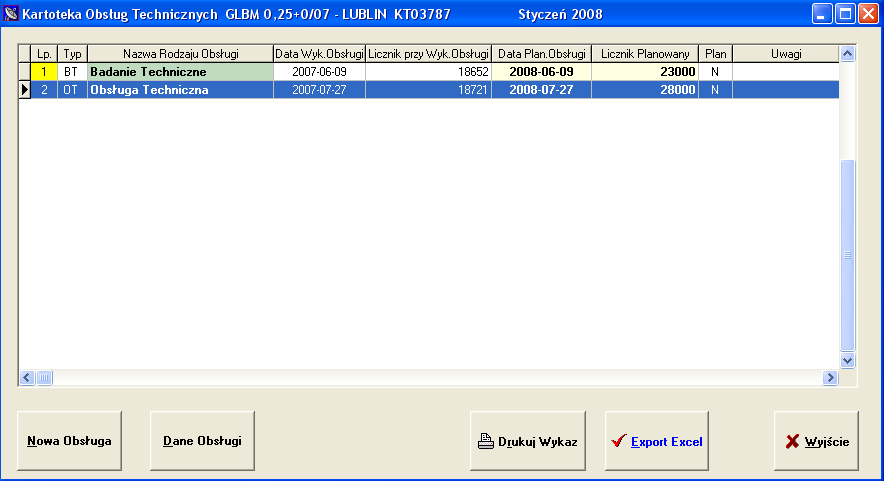 Kartoteka Obsług Technicznych GLBM 0,25+0/07 - LUBLIN KT03787 Styczeń 2008
Lp. Typ Nazwa Rodzaju Obsługi Data Wyk.Obsługi Licznik przy Wyk.Obsługi Data Plan.Obsługi Licznik Planowany Plan Uwagi
1 BT Badanie Techniczne 2007-06-09 18652 2008-06-09 23000 N
2 OT Obsługa Techniczna 2007-07-27 18721 2008-07-27 28000 N
Nowa Obsługa Dane Obsługi Drukuj Wykaz Export Excel Wyjście